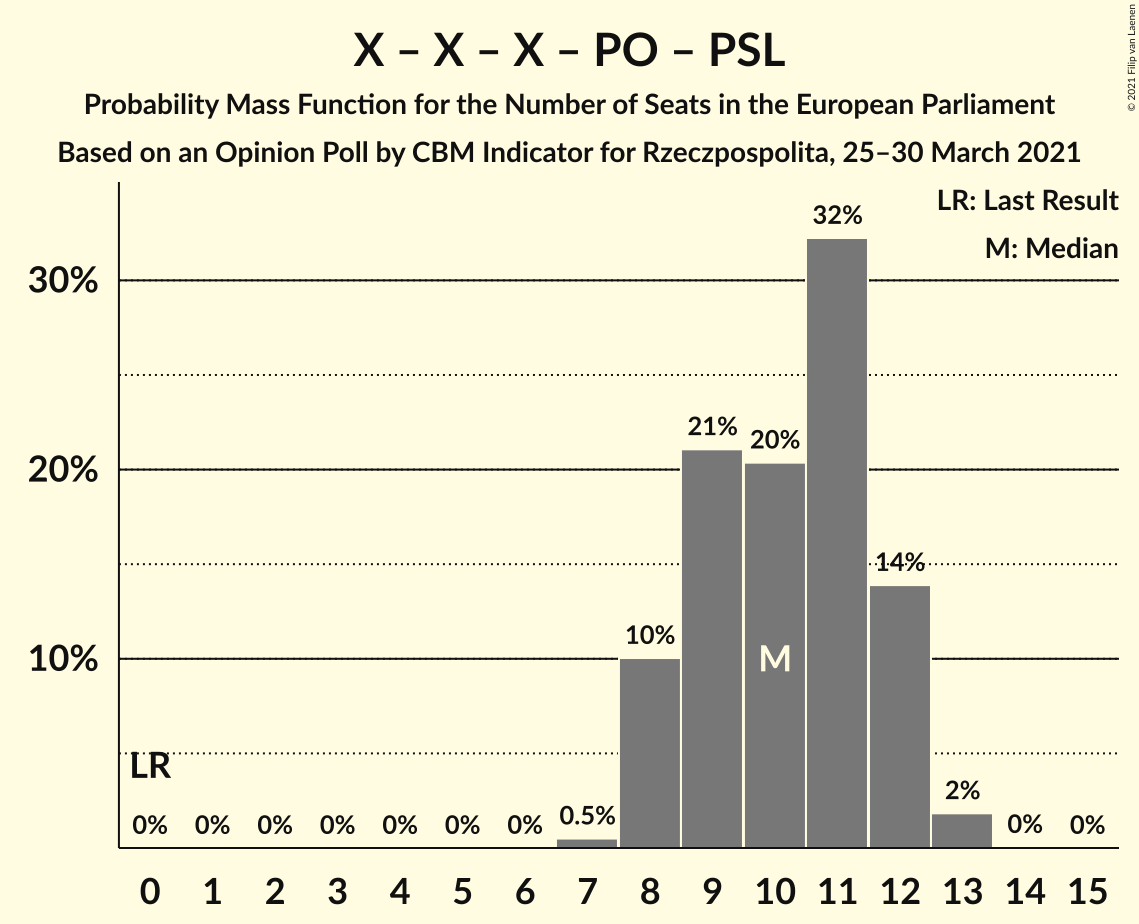 X – X – X – PO – PSL
Probability Mass Function for the Number of Seats in the European Parliament
Based on an Opinion Poll by CBM Indicator for Rzeczpospolita, 25–30 March 2021
© 2021 Filip van Laenen
LR: Last Result
M: Median
30%
20%
10%
32%
21%
20%
14%
10%
M
LR
0%
0%
0%
0%
0%
0%
0%
0.5%
2%
0%
0%
0 1 2 3 4 5 6 7 8 9 10 11 12 13 14 15